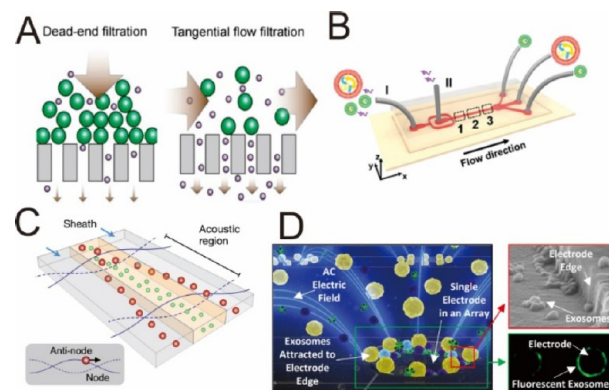 A
Dead-end filtration
Tangential flow filtration
B
I
II
1
2
3
z
y
x
Flow direction
C
Sheath
Acoustic
region
Anti-node
Node
D
AC
Electric
Field
Single
Electrode
in an Array
Exosomes
Attracted to
Electrode
Edge
Electrode
Edge
Exosomes
Electrode
Fluorescent Exosomes